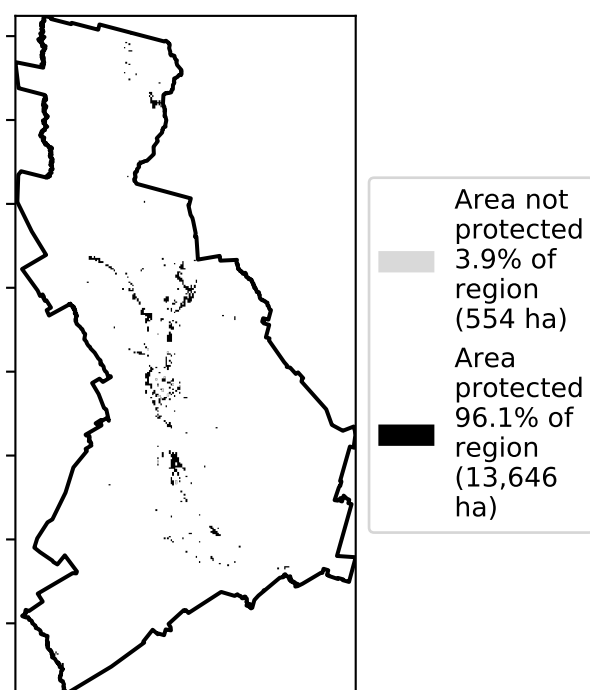 Area not
protected
3.9% of
region
(554 ha)
Area
protected
96.1% of
region
(13,646
ha)